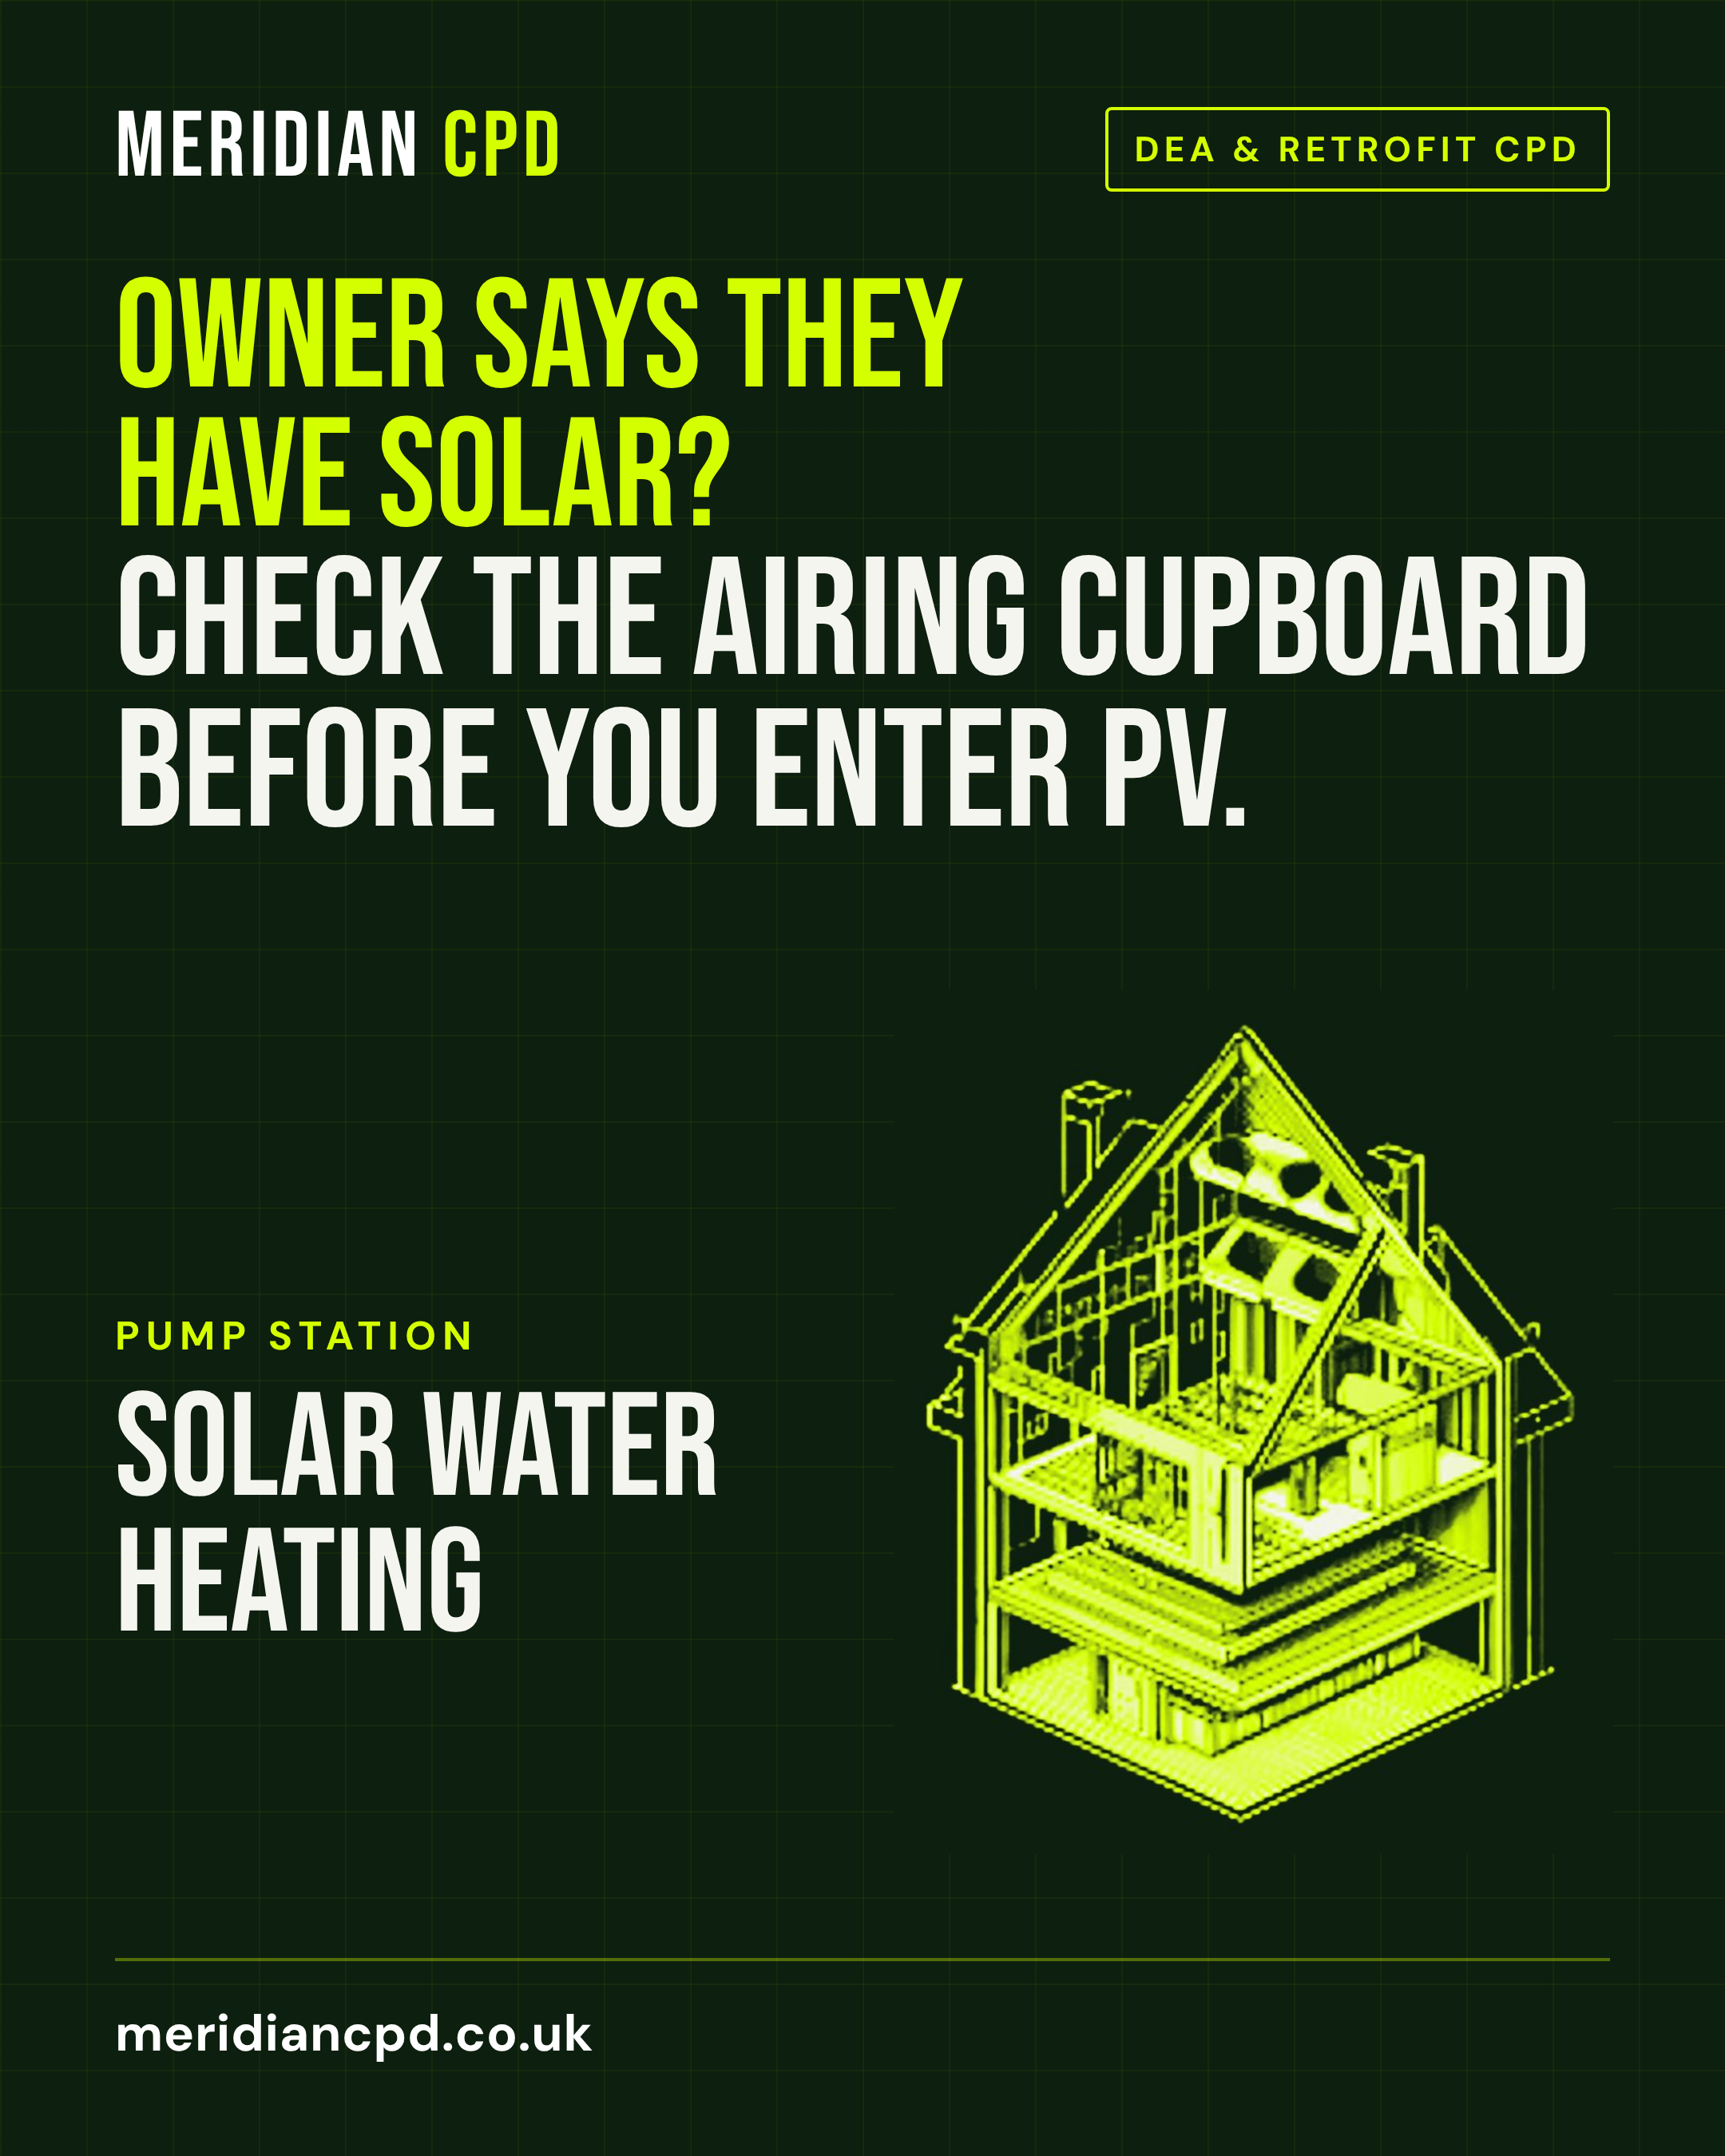 MERIDIAN CPD
DEA & RETROFIT CPD
OWNER SAYS THEY
HAVE SOLAR?
CHECK THE AIRING CUPBOARD
BEFORE YOU ENTER PV.
PUMP STATION
SOLAR WATER
HEATING
meridiancpd.co.uk